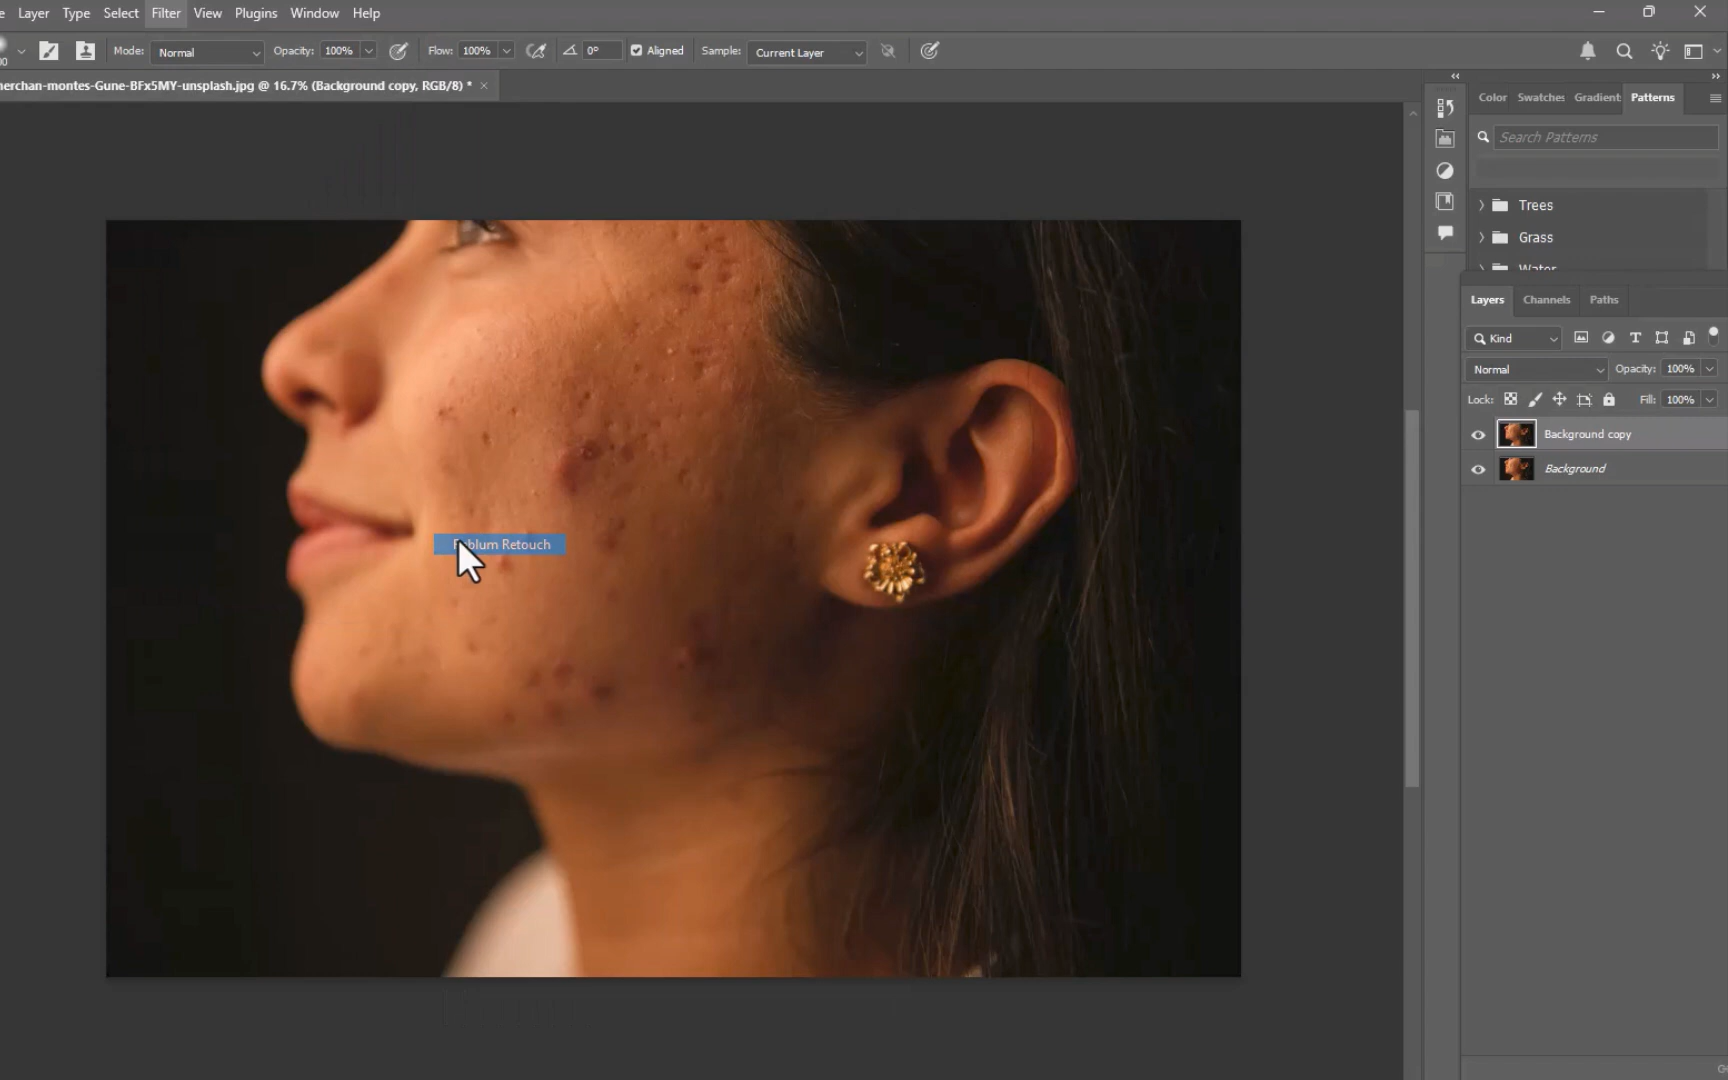 Layer Type Select Filter View Plugins Window Help
Mode: Normal Opacity: 100% Flow: 100% 0° Aligned Sample: Current Layer
merchan-montes-Gune-BFx5MY-unsplash.jpg @ 16.7% (Background copy, RGB/8) * ×
Color Swatches Gradient Patterns
Search Patterns
Trees
Grass
Water
Layers Channels Paths
Kind
Normal Opacity: 100%
Lock: Fill: 100%
Background copy
Background
Retouch